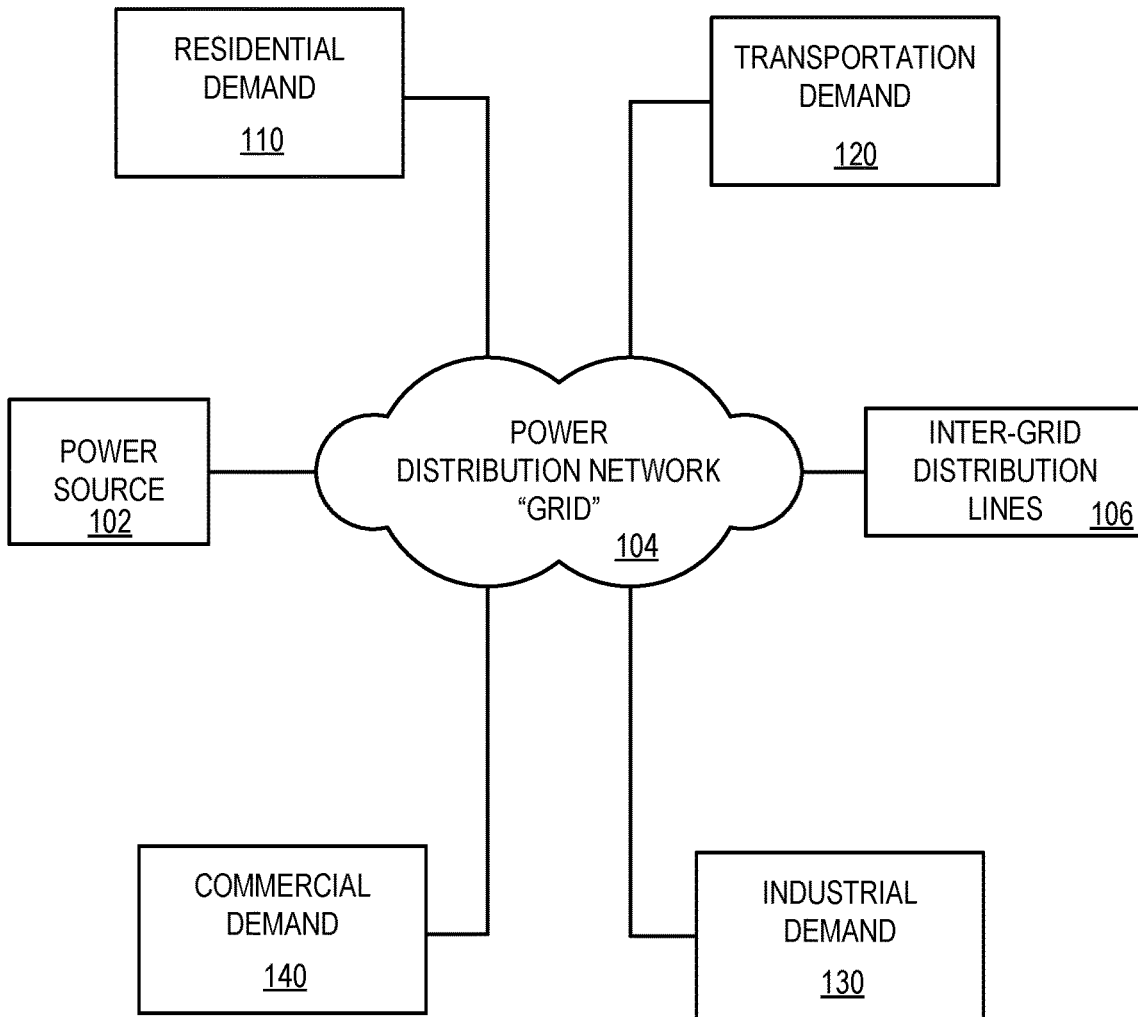 RESIDENTIAL
DEMAND
110
TRANSPORTATION
DEMAND
120
POWER
SOURCE
102
POWER
DISTRIBUTION NETWORK
“GRID”
104
INTER-GRID
DISTRIBUTION
LINES 106
COMMERCIAL
DEMAND
140
INDUSTRIAL
DEMAND
130